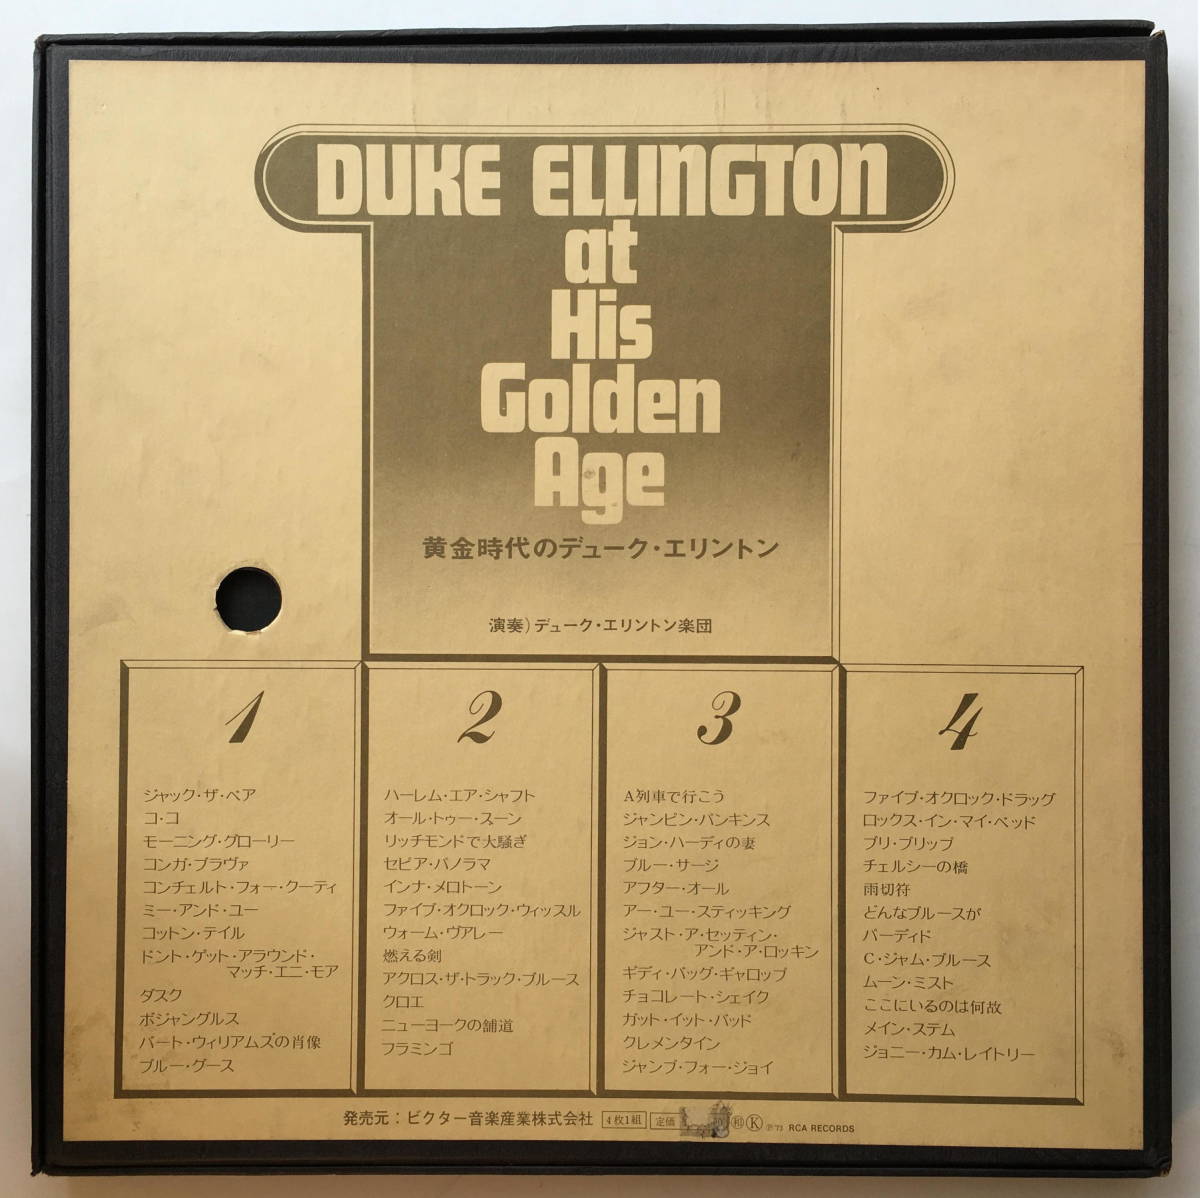 DUKE ELLINGTON
at
His
Golden
Age
黄金時代のデューク・エリントン
演奏)デューク・エリントン楽団
1
ジャック・ザ・ベア
コ・コ
モーニング・グローリー
コンガ・ブラヴァ
コンチェルト・フォー・クーティ
ミー・アンド・ユー
コットン・テイル
ドント・ゲット・アラウンド・
マッチ・エニ・モア
ダスク
ボジャングルス
バート・ウィリアムズの肖像
ブルー・グース
2
ハーレム・エア・シャフト
オール・トゥー・スーン
リッチモンドで大騒ぎ
セピア・パノラマ
インナ・メロトーン
ファイブ・オクロック・ウィッスル
ウォーム・ヴァレー
燃える剣
アクロス・ザ・トラック・ブルース
クロエ
ニューヨークの舗道
フラミンゴ
3
A列車で行こう
ジャンピン・パンキンス
ジョン・ハーディの妻
ブルー・サージ
アフター・オール
アー・ユー・スティッキング
ジャスト・ア・セッティン・
アンド・ア・ロッキン
ギディ・バッグ・ギャロップ
チョコレート・シェイク
ガット・イット・バッド
クレメンタイン
ジャンプ・フォー・ジョイ
4
ファイブ・オクロック・ドラッグ
ロックス・イン・マイ・ベッド
ブリ・ブリップ
チェルシーの橋
雨切符
どんなブルースが
パーディド
C・ジャム・ブルース
ムーン・ミスト
ここにいるのは何故
メイン・ステム
ジョニー・カム・レイトリー
発売元:ビクター音楽産業株式会社 4枚1組 定価 和 Ⓚ ℗'73 RCA RECORDS